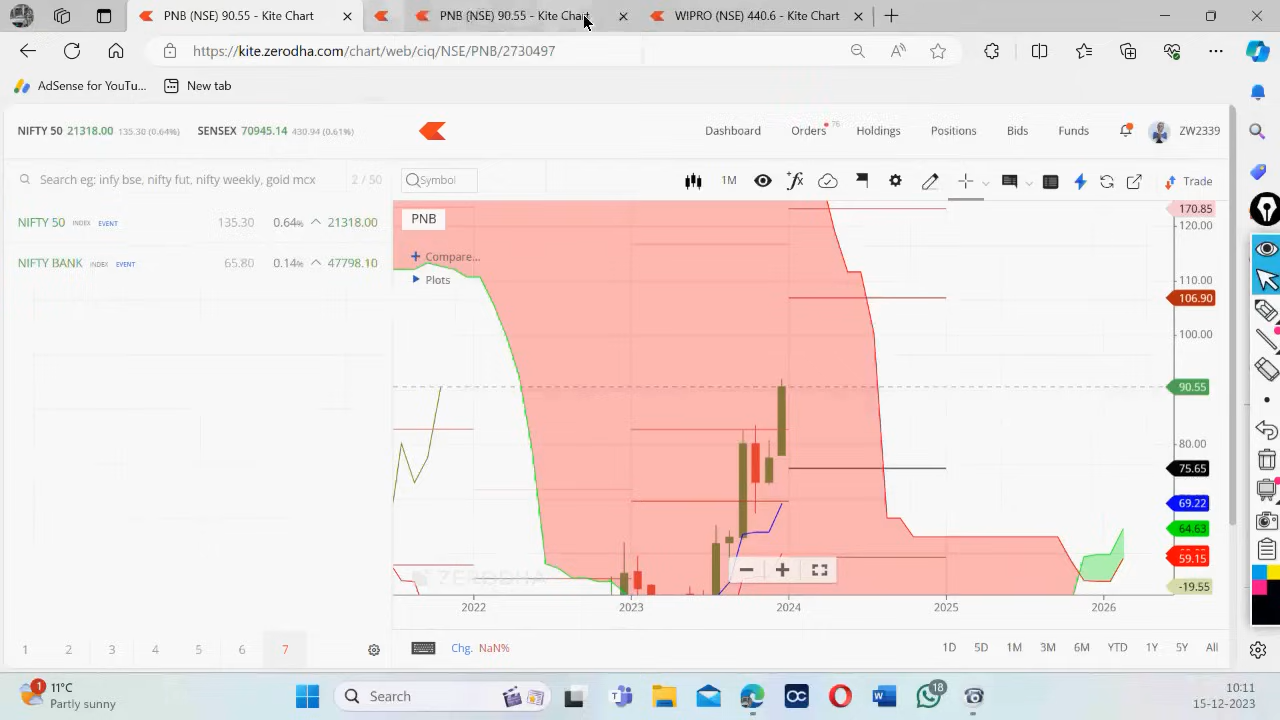 PNB (NSE) 90.55 - Kite Chart
PNB (NSE) 90.55 - Kite Chart
WIPRO (NSE) 440.6 - Kite Chart
https://kite.zerodha.com/chart/web/ciq/NSE/PNB/2730497
AdSense for YouTu...
New tab
NIFTY 50 21318.00 135.30 (0.64%)
SENSEX 70945.14 430.94 (0.61%)
Dashboard
Orders 76
Holdings
Positions
Bids
Funds
ZW2339
Search eg: infy bse, nifty fut, nifty weekly, gold mcx
2 / 50
Symbol
1M
Trade
NIFTY 50 INDEX EVENT 135.30 0.64% 21318.00
NIFTY BANK INDEX EVENT 65.80 0.14% 47798.10
PNB
Compare...
Plots
170.85
120.00
110.00
106.90
100.00
90.55
80.00
75.65
69.22
64.63
59.15
-19.55
ZERODHA
2022
2023
2024
2025
2026
1
2
3
4
5
6
7
Chg. NaN%
1D
5D
1M
3M
6M
YTD
1Y
5Y
All
1
11°C
Partly sunny
Search
18
10:11
15-12-2023